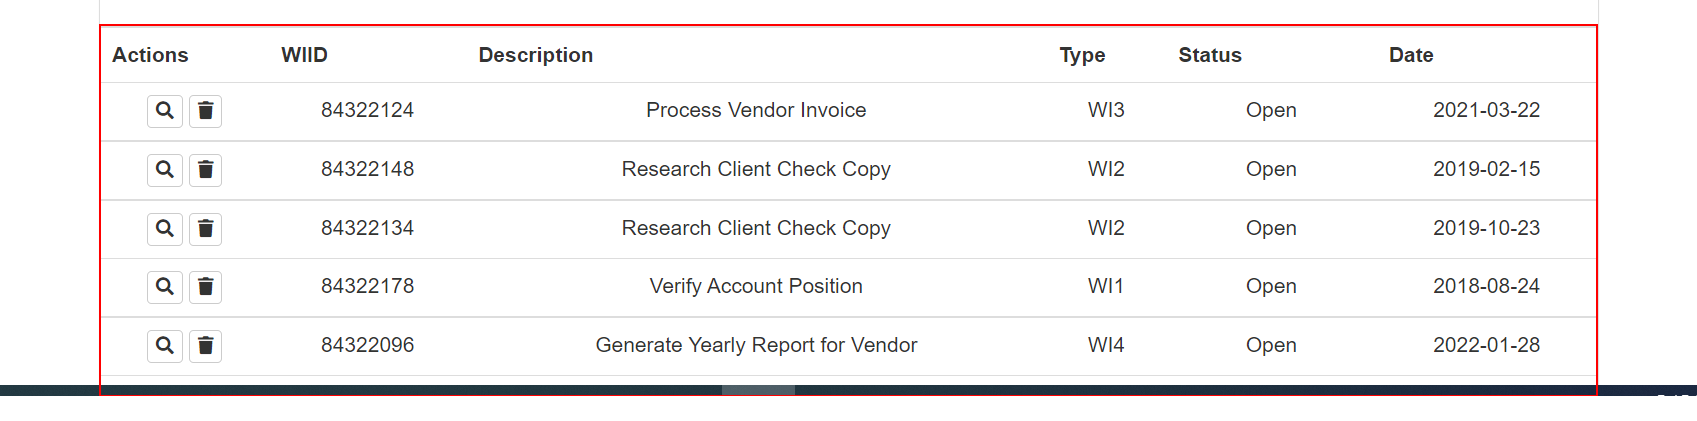 Actions WIID Description Type Status Date
84322124 Process Vendor Invoice WI3 Open 2021-03-22
84322148 Research Client Check Copy WI2 Open 2019-02-15
84322134 Research Client Check Copy WI2 Open 2019-10-23
84322178 Verify Account Position WI1 Open 2018-08-24
84322096 Generate Yearly Report for Vendor WI4 Open 2022-01-28